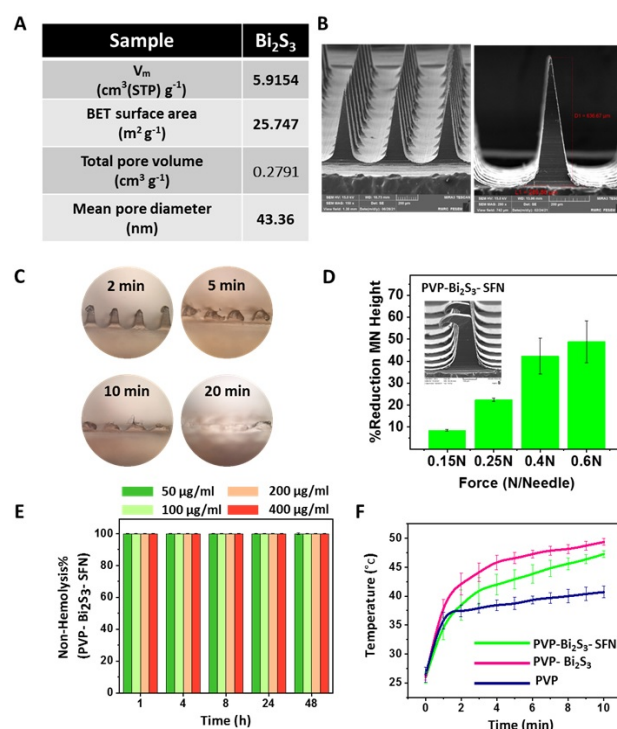 A
Sample
Bi₂S₃
Vₘ
(cm³(STP) g⁻¹)
5.9154
BET surface area
(m² g⁻¹)
25.747
Total pore volume
(cm³ g⁻¹)
0.2791
Mean pore diameter
(nm)
43.36
B
C
2 min
5 min
10 min
20 min
D
PVP-Bi₂S₃- SFN
%Reduction MN Height
80
70
60
50
40
30
20
10
0.15N 0.25N 0.4N 0.6N
Force (N/Needle)
E
50 µg/ml
200 µg/ml
100 µg/ml
400 µg/ml
Non-Hemolysis%
(PVP- Bi₂S₃- SFN)
100
80
60
40
20
0
1 4 8 24 48
Time (h)
F
Temperature (°c)
50
45
40
35
30
25
PVP-Bi₂S₃- SFN
PVP- Bi₂S₃
PVP
0 2 4 6 8 10
Time (min)